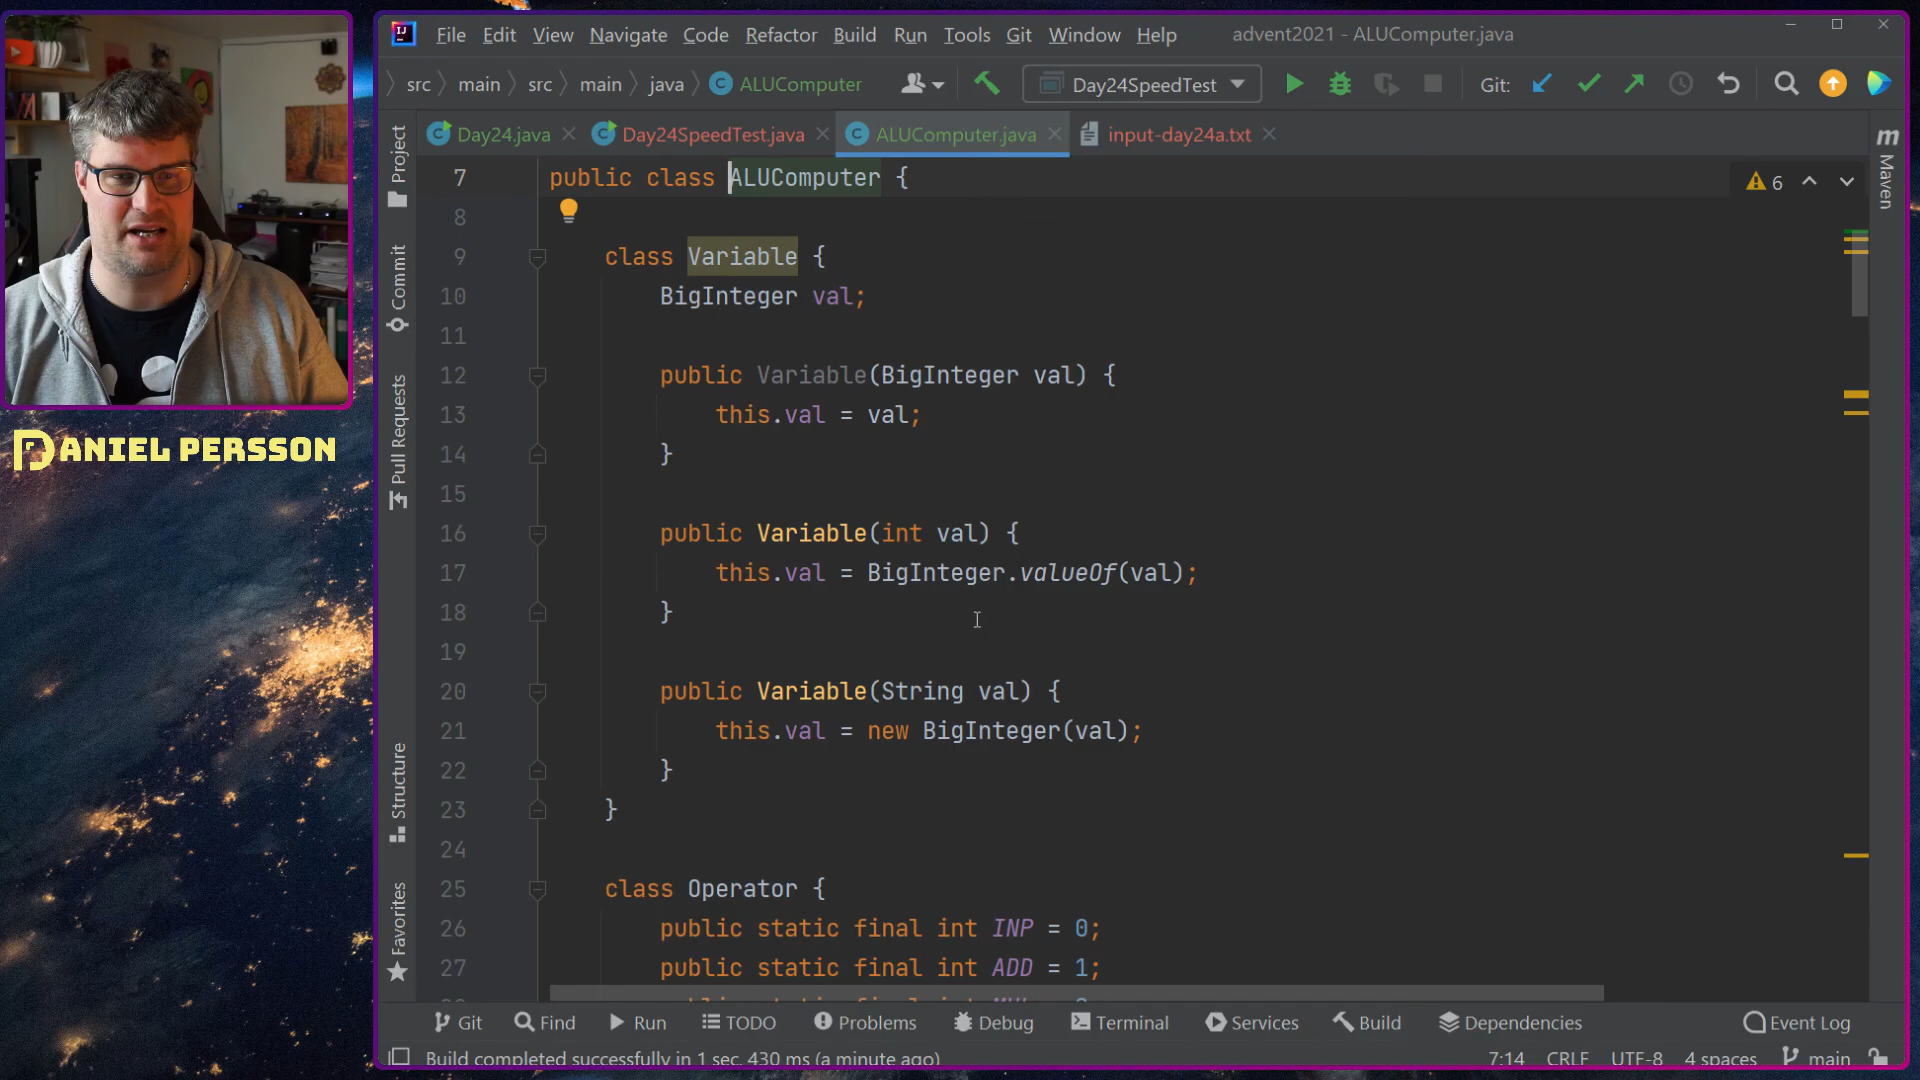 File Edit View Navigate Code Refactor Build Run Tools Git Window Help advent2021 - ALUComputer.java
src main src main java ALUComputer Day24SpeedTest Git:
Day24.java Day24SpeedTest.java ALUComputer.java input-day24a.txt
7 public class ALUComputer {
6
8
9 class Variable {
10 BigInteger val;
11
12 public Variable(BigInteger val) {
13 this.val = val;
14 }
15
16 public Variable(int val) {
17 this.val = BigInteger.valueOf(val);
18 }
19
20 public Variable(String val) {
21 this.val = new BigInteger(val);
22 }
23 }
24
25 class Operator {
26 public static final int INP = 0;
27 public static final int ADD = 1;
Project
Commit
Pull Requests
Structure
Favorites
m Maven
DANIEL PERSSON
Git Find Run TODO Problems Debug Terminal Services Build Dependencies Event Log
Build completed successfully in 1 sec, 430 ms (a minute ago) 7:14 CRLF UTF-8 4 spaces main